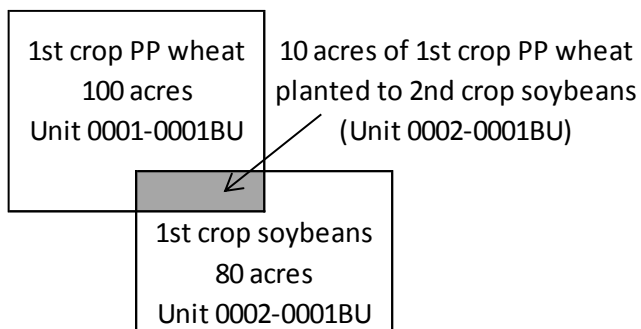 1st crop PP wheat
100 acres
Unit 0001-0001BU
10 acres of 1st crop PP wheat
planted to 2nd crop soybeans
(Unit 0002-0001BU)
1st crop soybeans
80 acres
Unit 0002-0001BU